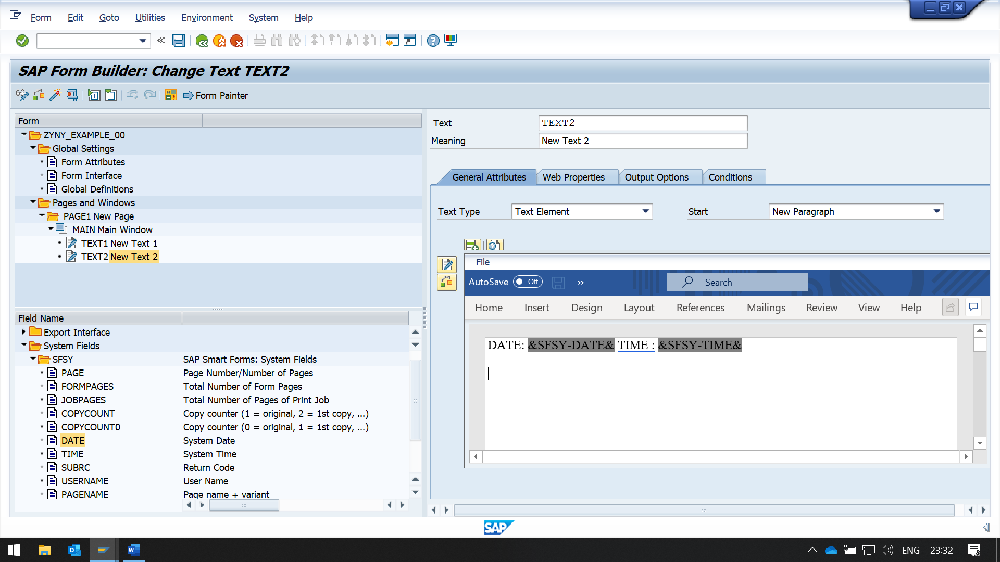 Form Edit Goto Utilities Environment System Help
SAP Form Builder: Change Text TEXT2
Form Painter
Form
ZYNY_EXAMPLE_00
Global Settings
Form Attributes
Form Interface
Global Definitions
Pages and Windows
PAGE1 New Page
MAIN Main Window
TEXT1 New Text 1
TEXT2 New Text 2
Field Name
Export Interface
System Fields
SFSY SAP Smart Forms: System Fields
PAGE Page Number/Number of Pages
FORMPAGES Total Number of Form Pages
JOBPAGES Total Number of Pages of Print Job
COPYCOUNT Copy counter (1 = original, 2 = 1st copy, ...)
COPYCOUNT0 Copy counter (0 = original, 1 = 1st copy, ...)
DATE System Date
TIME System Time
SUBRC Return Code
USERNAME User Name
PAGENAME Page name + variant
Text TEXT2
Meaning New Text 2
General Attributes Web Properties Output Options Conditions
Text Type Text Element Start New Paragraph
File
AutoSave Off Search
Home Insert Design Layout References Mailings Review View Help
DATE: &SFSY-DATE& TIME : &SFSY-TIME&
SAP
ENG 23:32